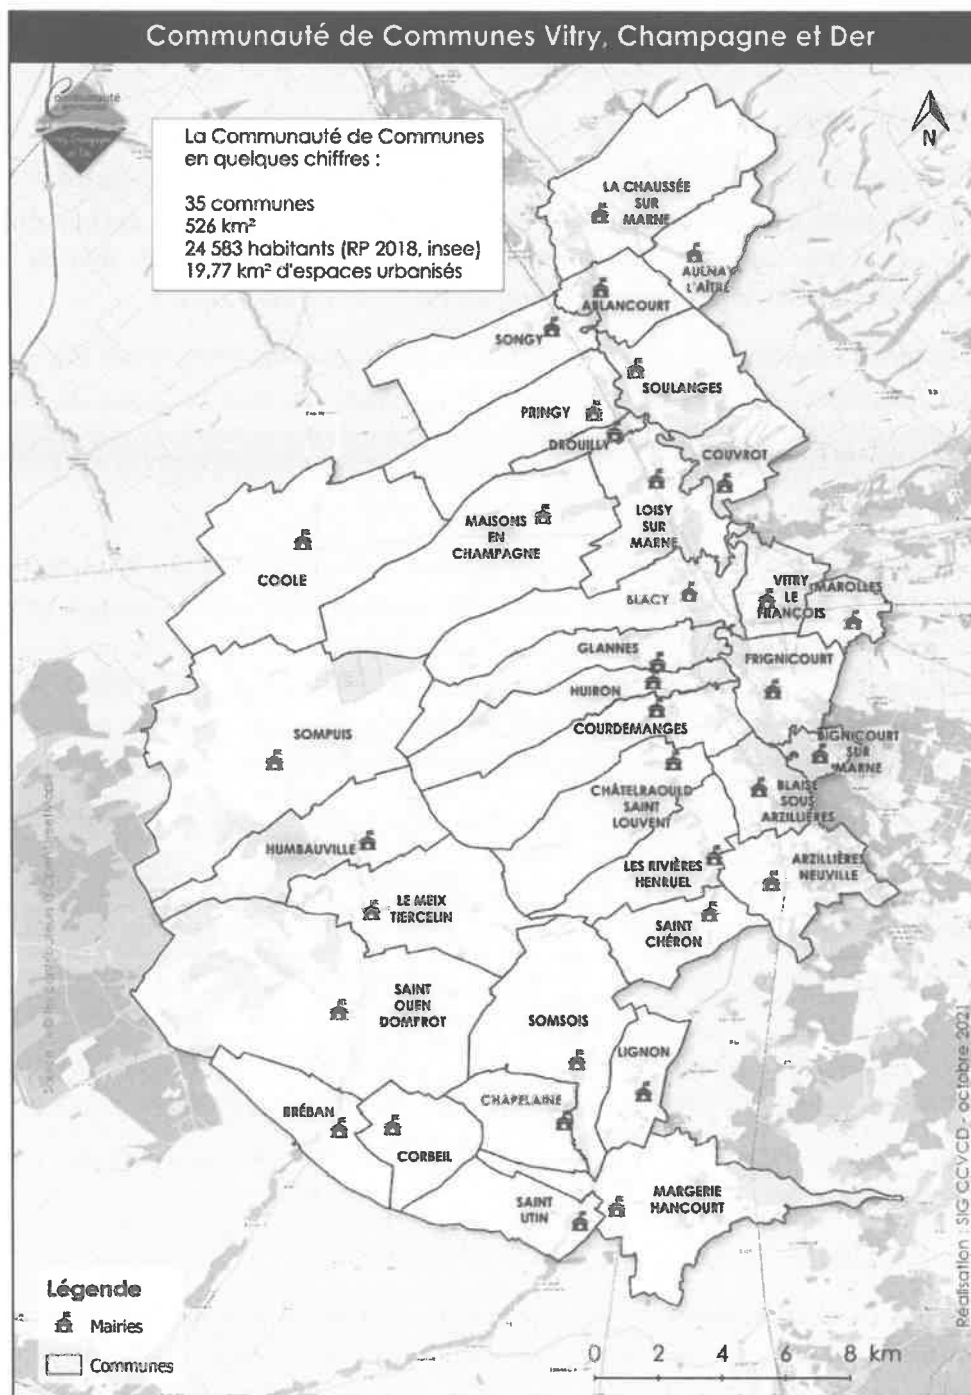 Communauté de Communes Vitry, Champagne et Der
La Communauté de Communes
en quelques chiffres :
35 communes
526 km²
24 583 habitants (RP 2018, insee)
19,77 km² d'espaces urbanisés
N
LA CHAUSSÉE
SUR
MARNE
AULNAY
L'AÎTRE
ABLANCOURT
SONGY
SOULANGES
PRINGY
DROUILLY
COUVROT
LOISY
SUR
MARNE
MAISONS
EN
CHAMPAGNE
COOLE
VITRY
LE
FRANÇOIS
MAROLLES
BLACY
GLANNES
FRIGNICOURT
HUIRON
COURDEMANGES
SOMPUIS
BIGNICOURT
SUR
MARNE
CHÂTELRAOULD
SAINT
LOUVENT
BLAISE
SOUS
ARZILLIÈRES
HUMBAUVILLE
LES RIVIÈRES
HENRUEL
ARZILLIÈRES
NEUVILLE
LE MEIX
TIERCELIN
SAINT
CHÉRON
SAINT
OUEN
DOMPROT
SOMSOIS
LIGNON
CHAPELAINE
BRÉBAN
CORBEIL
SAINT
UTIN
MARGERIE
HANCOURT
Légende
Mairies
Communes
0 2 4 6 8 km
Réalisation : SIG CCVCD - octobre 2021